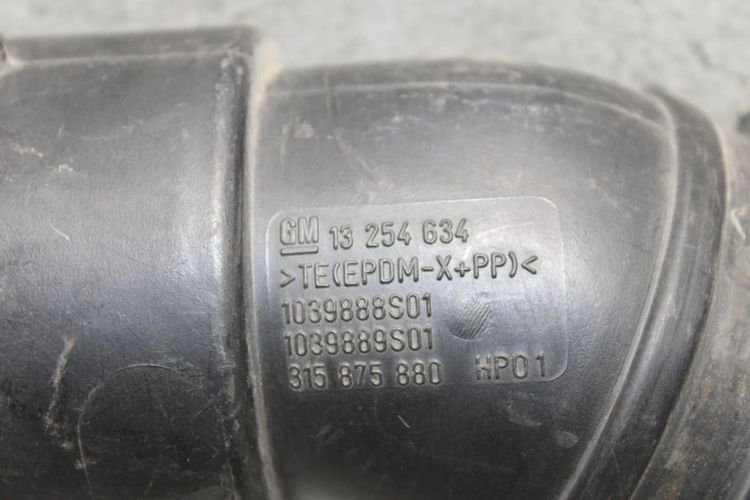 GM 13 254 634
>TE(EPDM-X+PP)<
1039888S01
1039889S01
315 875 880 HP01